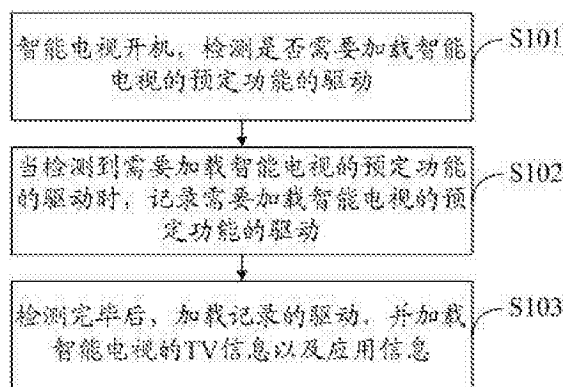 智能电视开机，检测是否需要加载智能
电视的预定功能的驱动
S101
当检测到需要加载智能电视的预定功能
的驱动时，记录需要加载智能电视的预
定功能的驱动
S102
检测完毕后，加载记录的驱动，并加载
智能电视的TV信息以及应用信息
S103